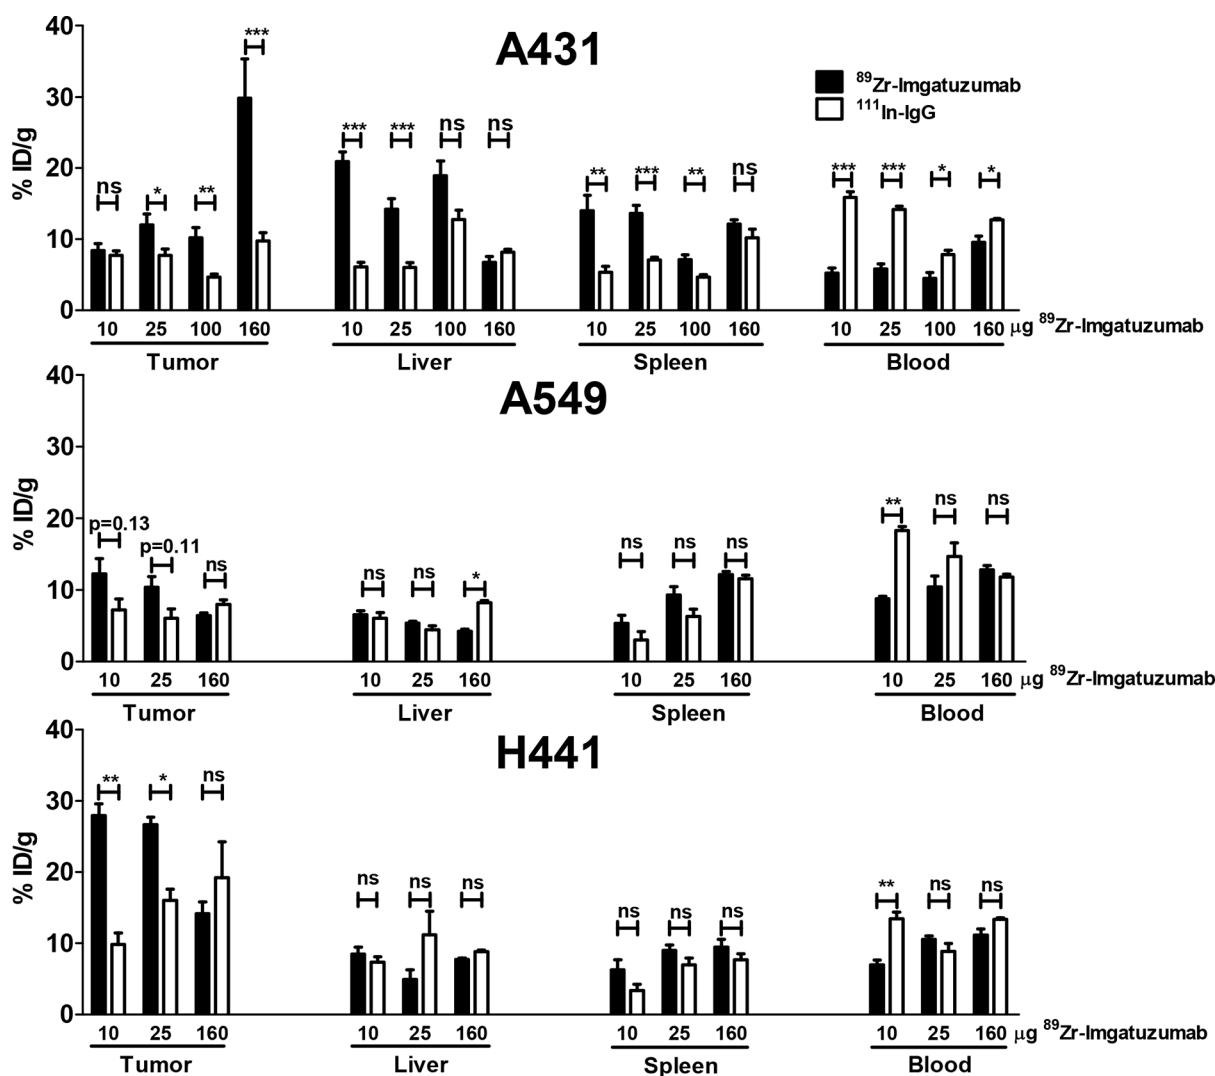 A431
⁸⁹Zr-Imgatuzumab
¹¹¹In-IgG
% ID/g
40
30
20
10
0
ns * ** *** *** *** ns ns ** *** ** ns *** *** * *
10 25 100 160 10 25 100 160 10 25 100 160 10 25 100 160 μg ⁸⁹Zr-Imgatuzumab
Tumor Liver Spleen Blood
A549
% ID/g
40
30
20
10
0
p=0.13 p=0.11 ns ns ns * ns ns ns ** ns ns
10 25 160 10 25 160 10 25 160 10 25 160 μg ⁸⁹Zr-Imgatuzumab
Tumor Liver Spleen Blood
H441
% ID/g
40
30
20
10
0
** * ns ns ns ns ns ns ns ** ns ns
10 25 160 10 25 160 10 25 160 10 25 160 μg ⁸⁹Zr-Imgatuzumab
Tumor Liver Spleen Blood